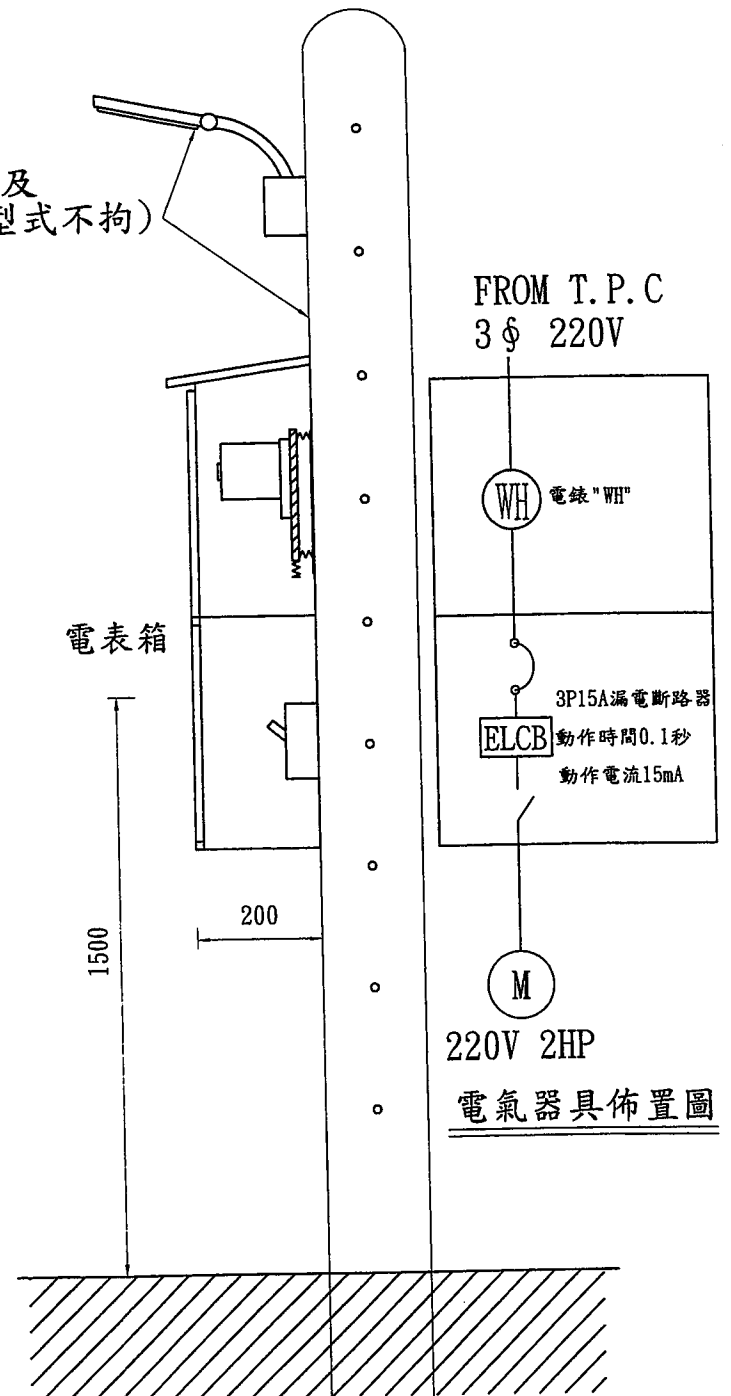 及
型式不拘)
FROM T.P.C
3∮ 220V
WH
電錶"WH"
電表箱
3P15A漏電斷路器
ELCB
動作時間0.1秒
動作電流15mA
200
1500
M
220V 2HP
電氣器具佈置圖